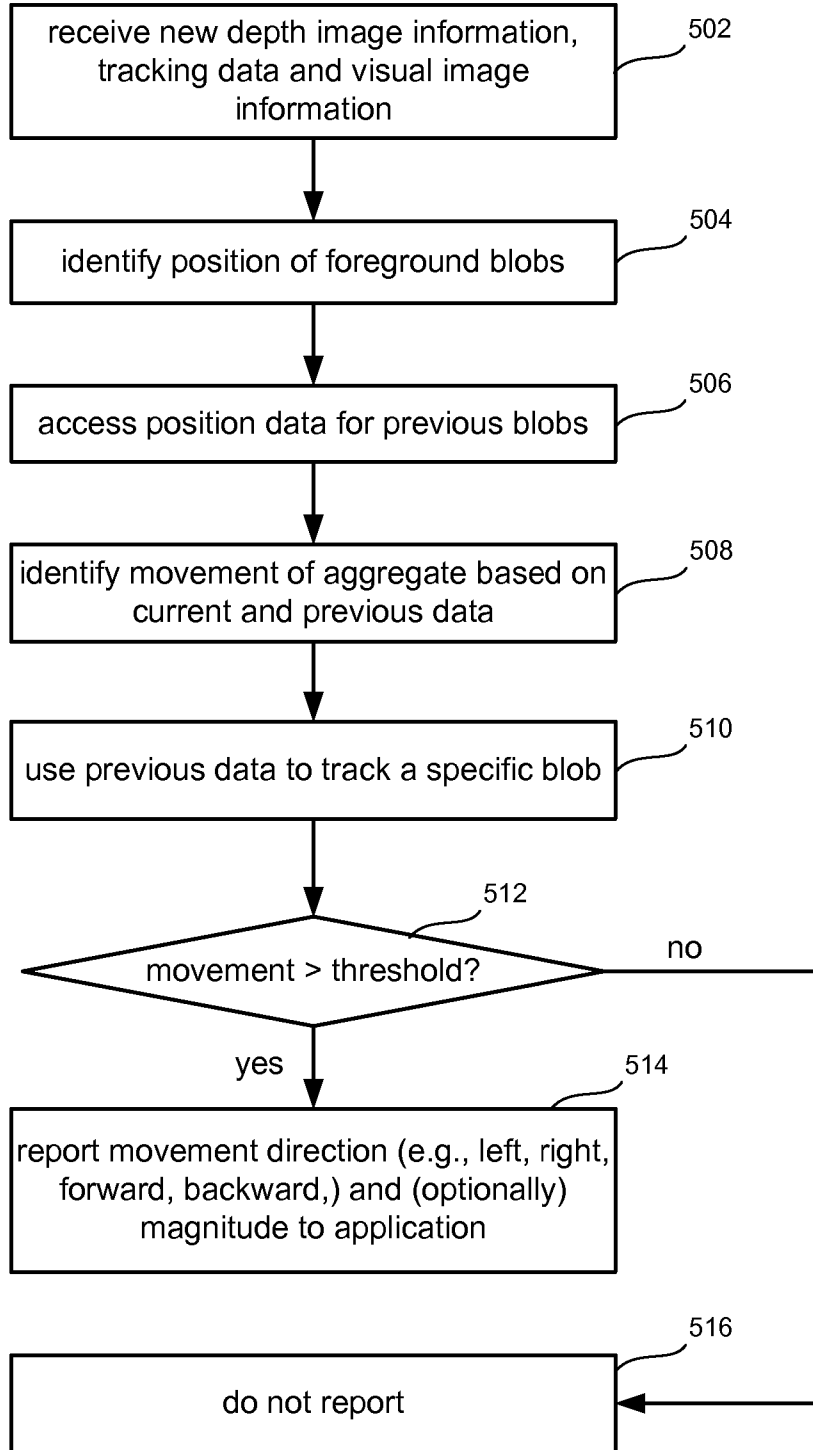 receive new depth image information,
tracking data and visual image
information
502
identify position of foreground blobs
504
access position data for previous blobs
506
identify movement of aggregate based on
current and previous data
508
use previous data to track a specific blob
510
movement > threshold?
512
no
yes
514
report movement direction (e.g., left, right,
forward, backward,) and (optionally)
magnitude to application
516
do not report